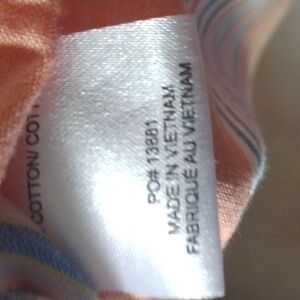 COTTON/ COT
PO# 13881
MADE IN VIETNAM
FABRIQUÉ AU VIETNAM